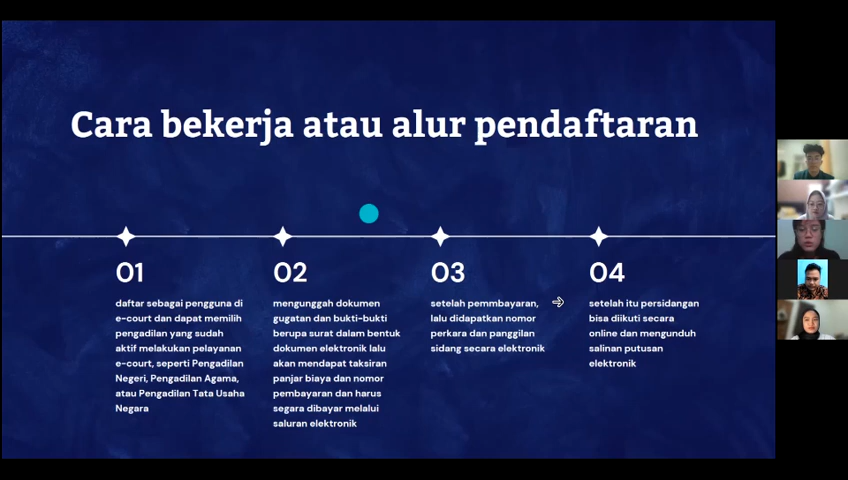 Cara bekerja atau alur pendaftaran
01
daftar sebagai pengguna di
e-court dan dapat memilih
pengadilan yang sudah
aktif melakukan pelayanan
e-court, seperti Pengadilan
Negeri, Pengadilan Agama,
atau Pengadilan Tata Usaha
Negara
02
mengunggah dokumen
gugatan dan bukti-bukti
berupa surat dalam bentuk
dokumen elektronik lalu
akan mendapat taksiran
panjar biaya dan nomor
pembayaran dan harus
segara dibayar melalui
saluran elektronik
03
setelah pemmbayaran,
lalu didapatkan nomor
perkara dan panggilan
sidang secara elektronik
04
setelah itu persidangan
bisa diikuti secara
online dan mengunduh
salinan putusan
elektronik